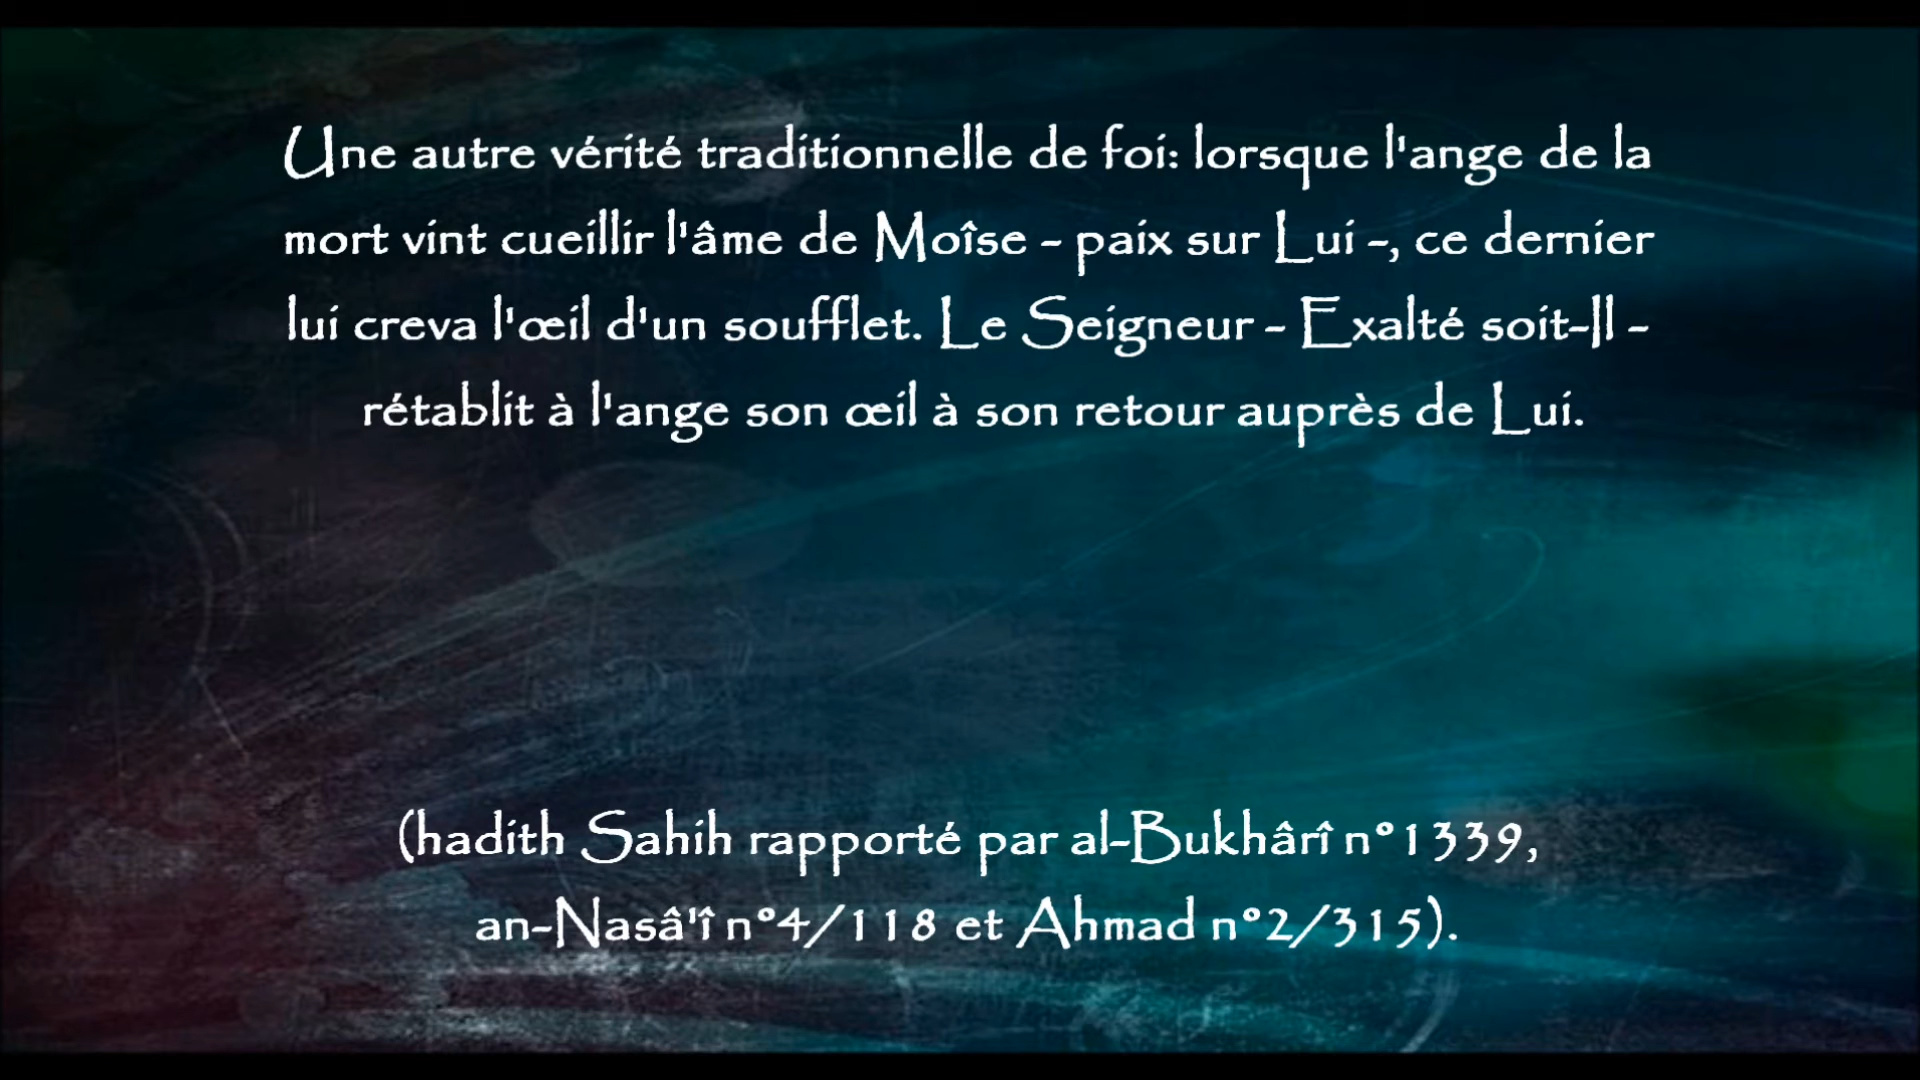 Une autre vérité traditionnelle de foi: lorsque l'ange de la
mort vint cueillir l'âme de Moîse - paix sur Lui -, ce dernier
lui creva l'œil d'un soufflet. Le Seigneur - Exalté soit-Il -
rétablit à l'ange son œil à son retour auprès de Lui.
(hadith Sahih rapporté par al-Bukhârî n°1339,
an-Nasâ'î n°4/118 et Ahmad n°2/315).